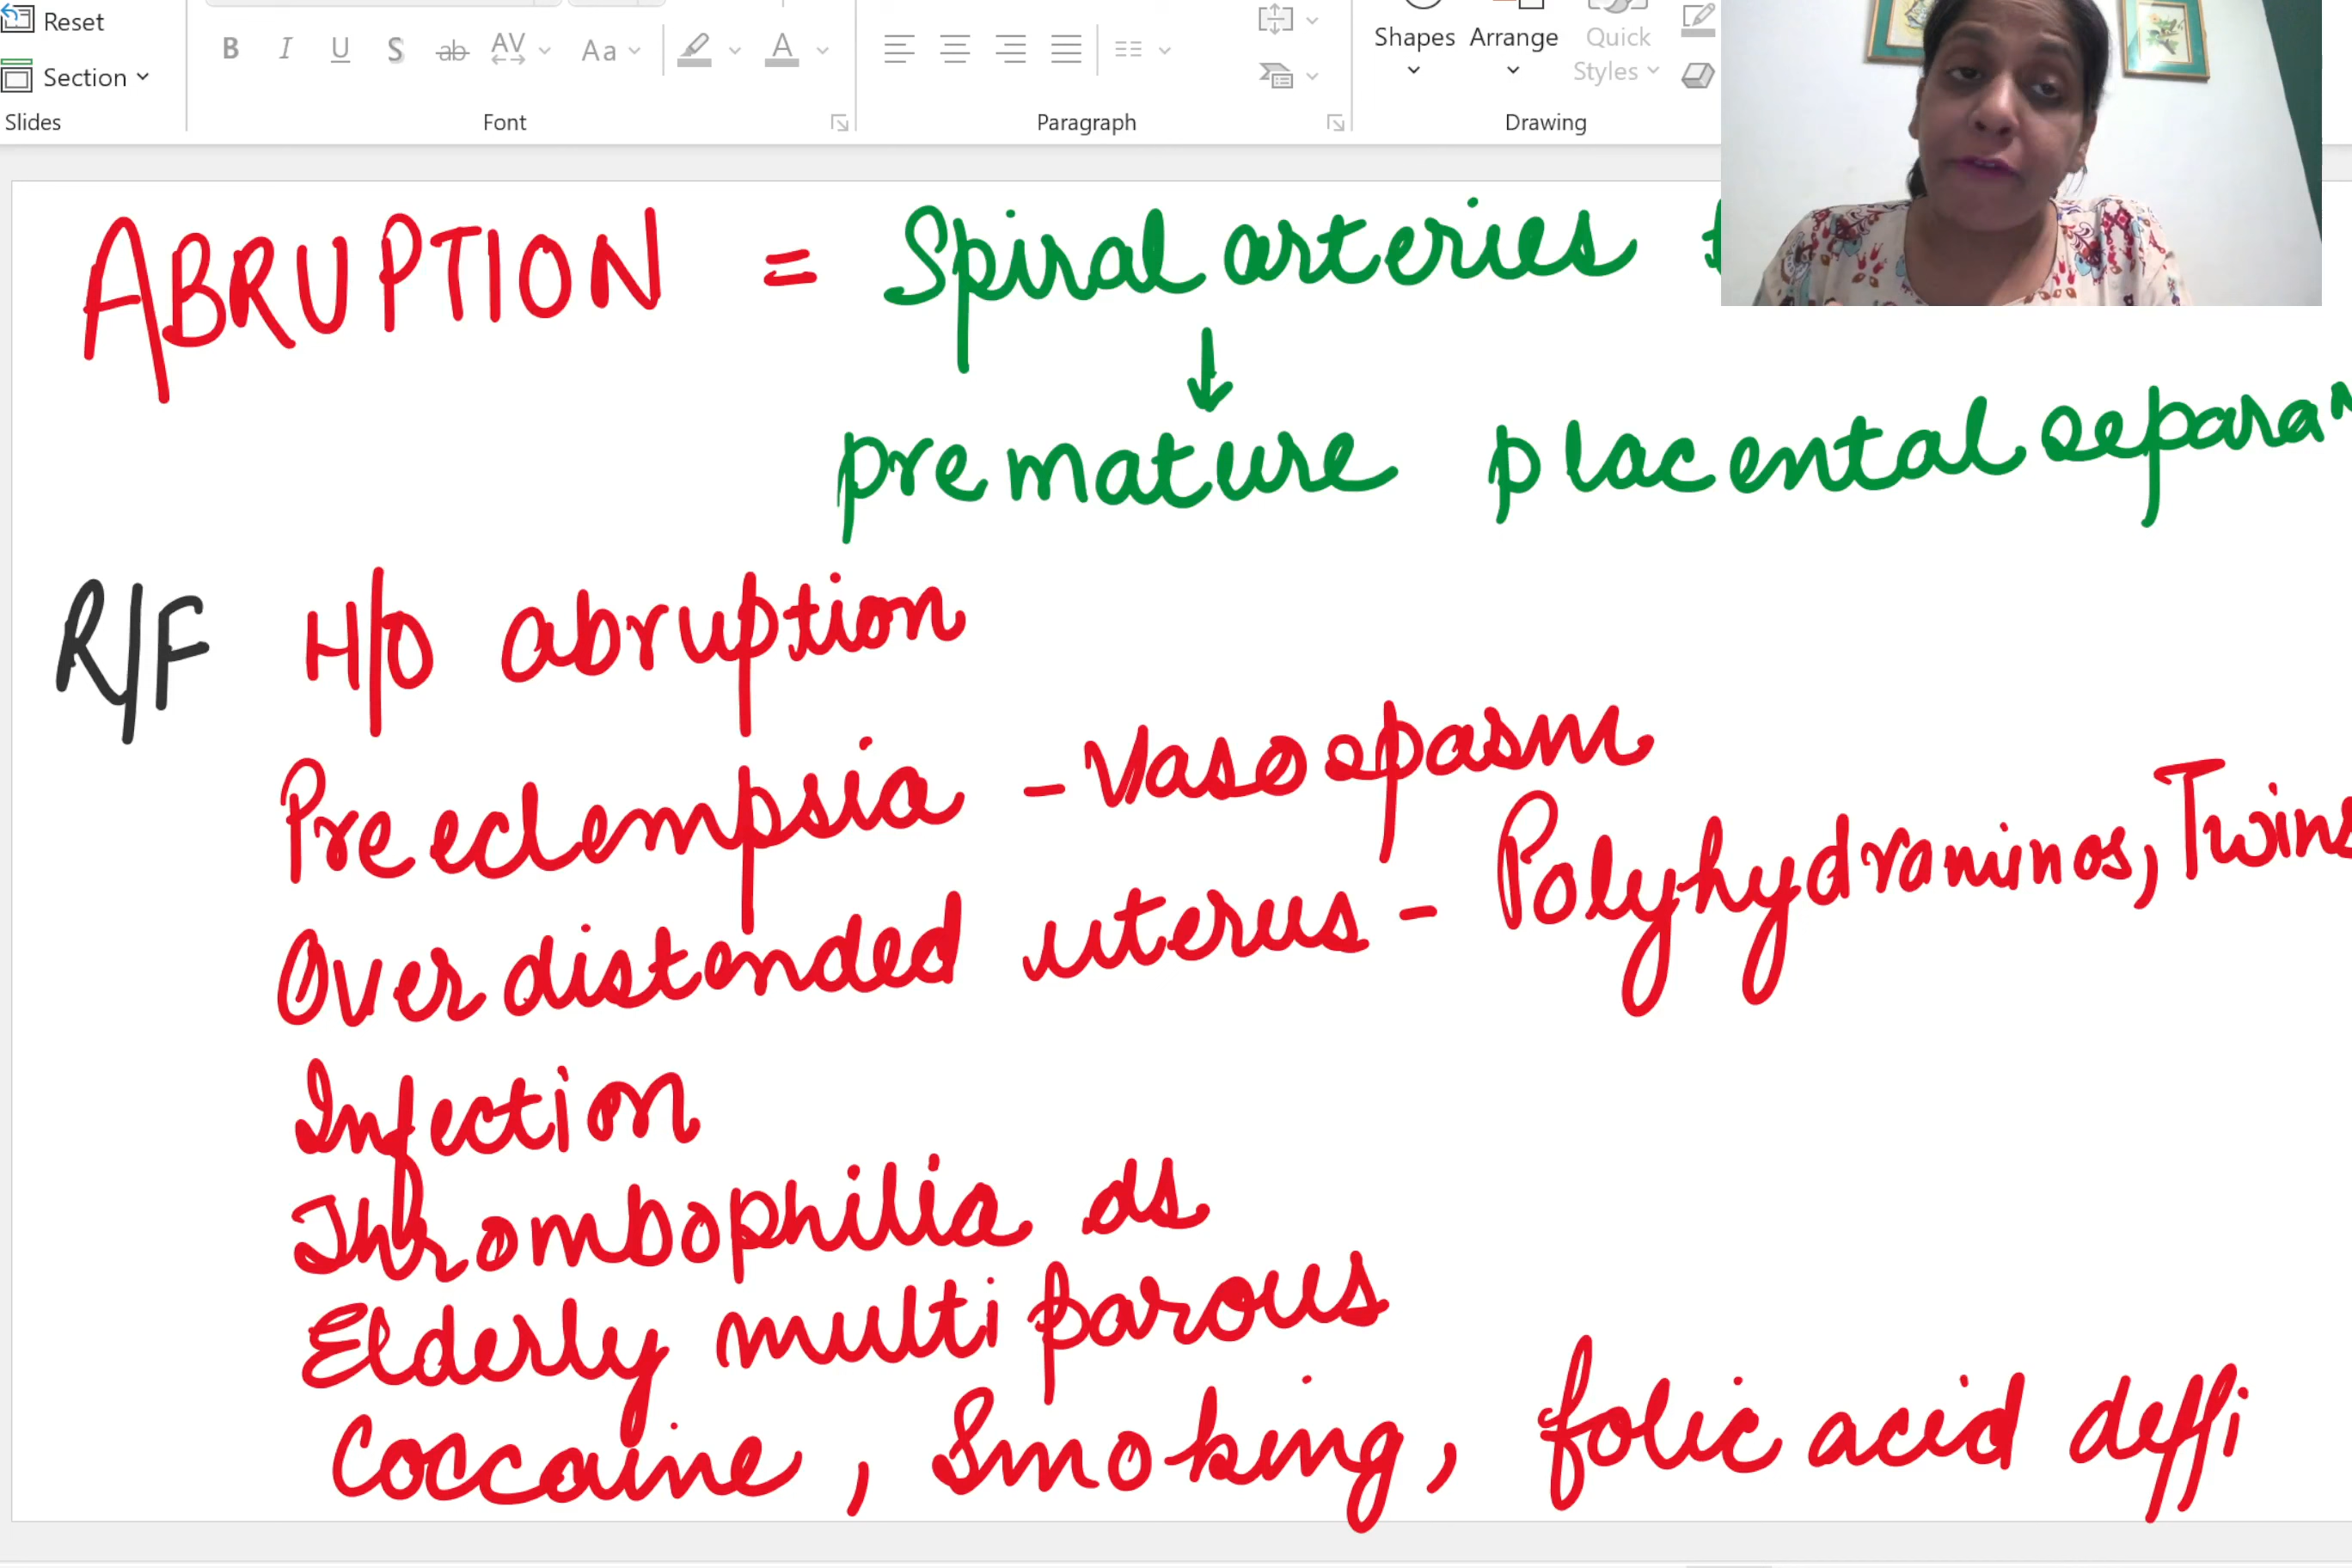 Reset
Section
Slides
B I U S ab AV Aa A
Font
Paragraph
Shapes Arrange Quick Styles
Drawing
ABRUPTION = Spiral arteries
premature placental separa
R/F H/O abruption
Preeclempsia - Vasospasm
Over distended uterus - Polyhydraminos, Twins
Infection
Thrombophilia ds
Elderly multiparous
Coccaine, Smoking, folic acid deffi